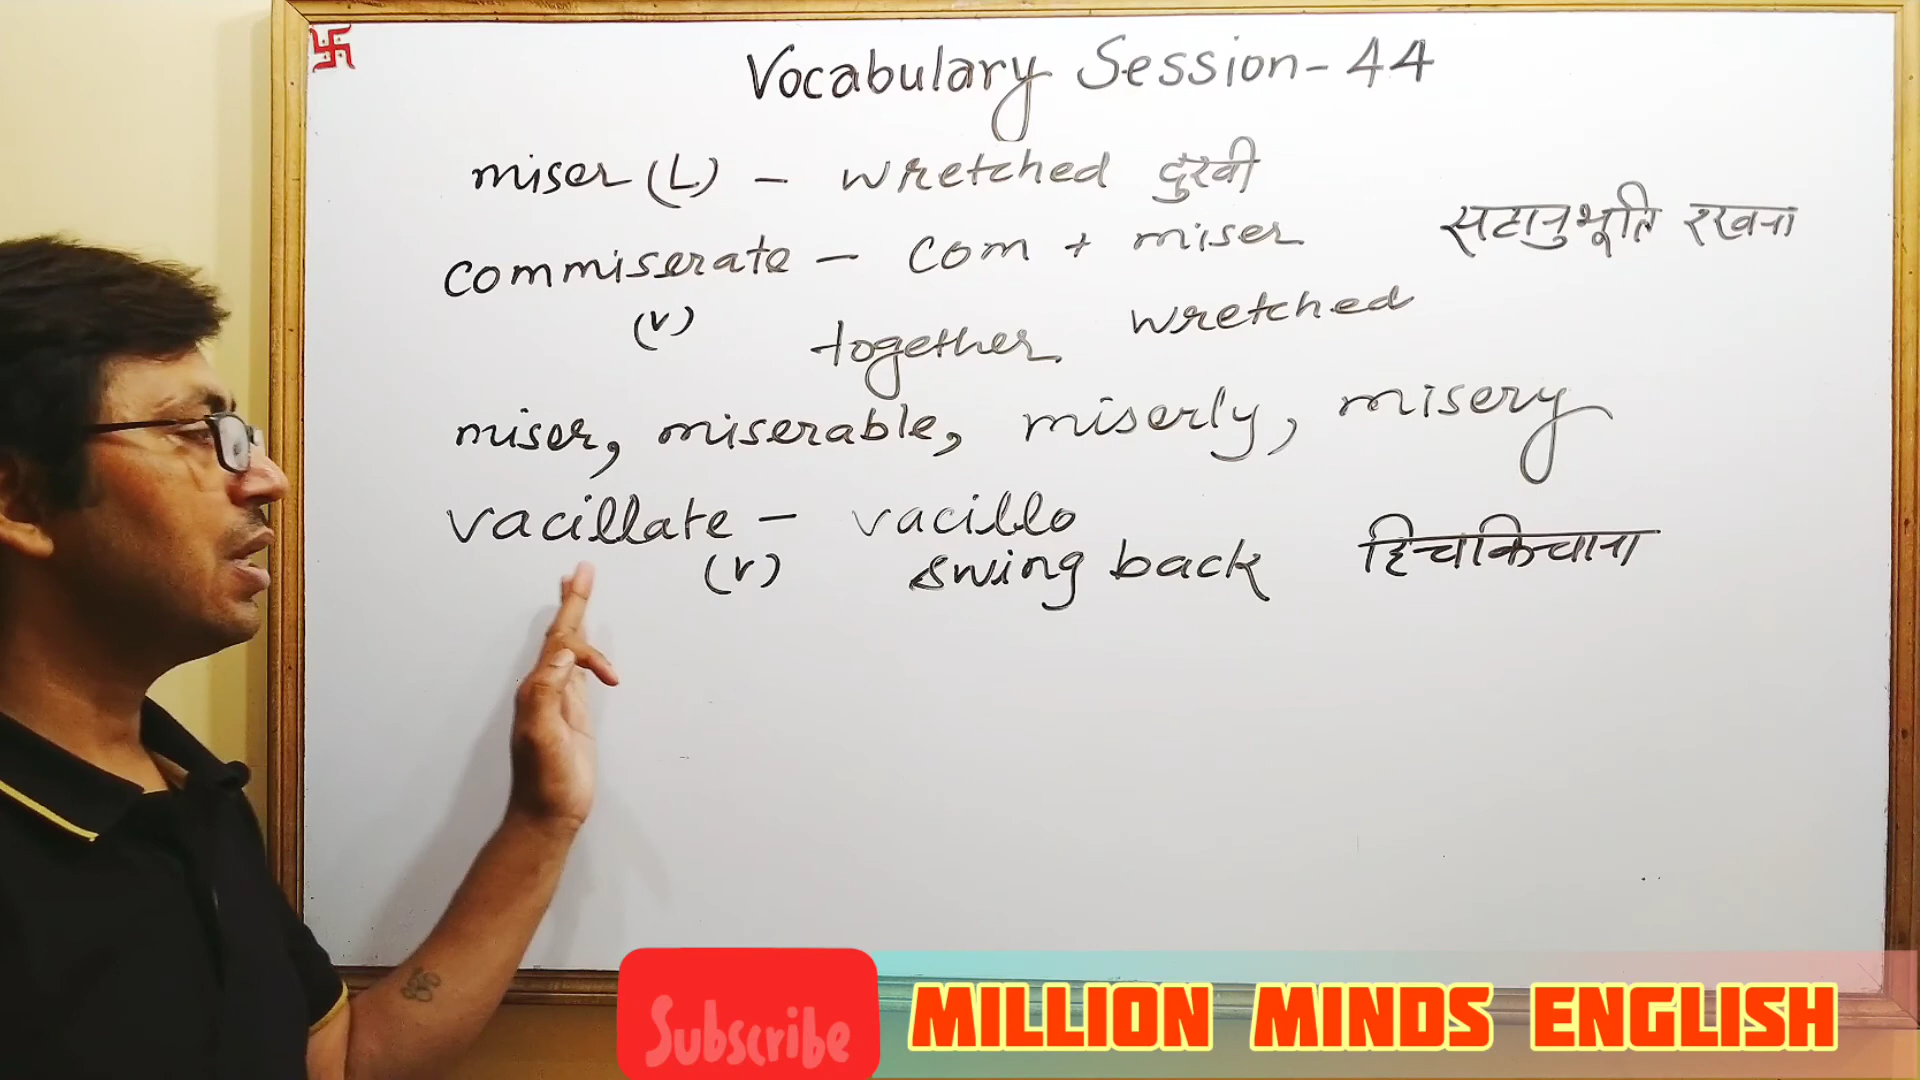 Vocabulary Session - 44
miser (L) - wretched दुखी
commiserate - com + miser सहानुभूति रखना
(v) together wretched
miser, miserable, miserly, misery
vacillate - vacillo
(v) swing back हिचकिचाना
Subscribe MILLION MINDS ENGLISH